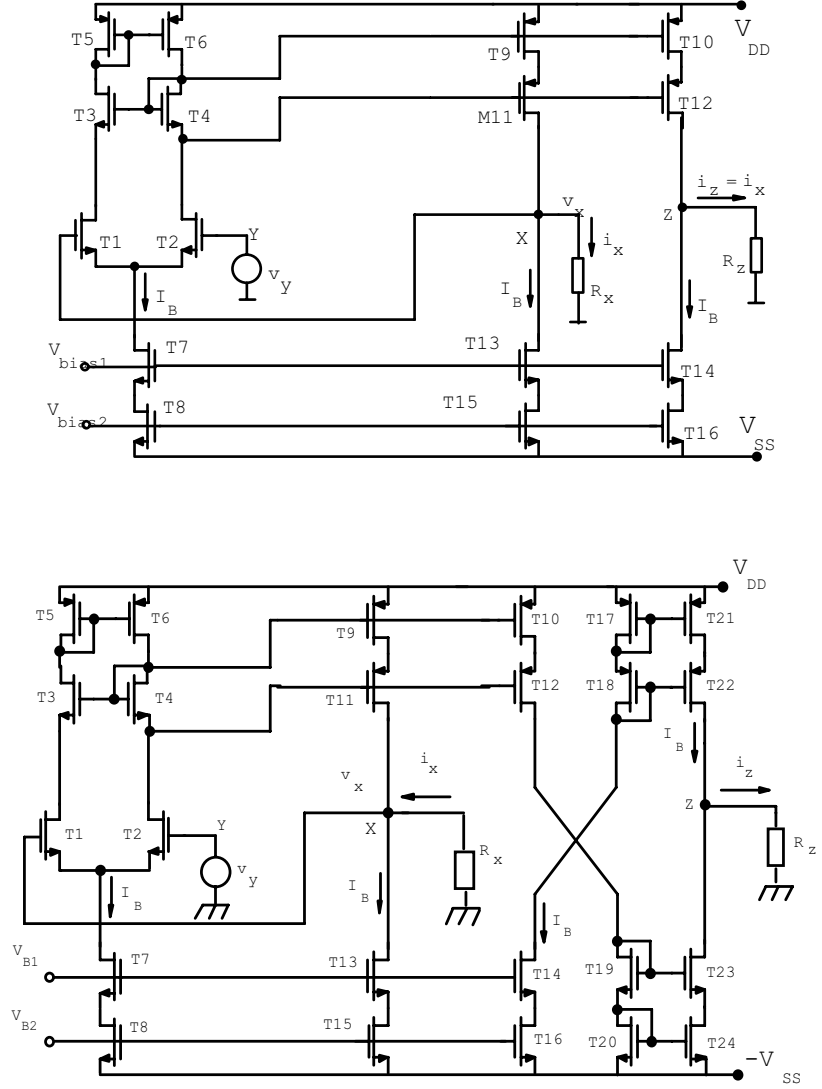 T5 T6 T9 T10 V DD
T3 T4 M11 T12
i z = i x
v x Z
T1 T2 Y X i x R z
v y
I B I B R x I B
V bias1 T7 T13 T14
V bias2 T8 T15 T16 V SS
V DD
T5 T6 T9 T10 T17 T21
T3 T4 T11 T12 T18 T22
I B
v x i x i z
Z
T1 T2 Y X R x R z
v y
I B I B I B
V B1 T7 T13 T14 T19 T23
V B2 T8 T15 T16 T20 T24
-V SS